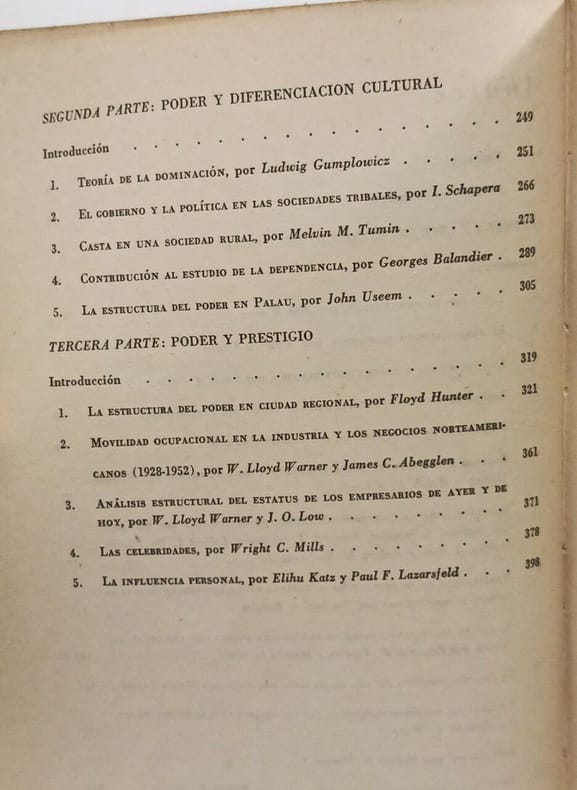 SEGUNDA PARTE: PODER Y DIFERENCIACION CULTURAL
Introducción . . . . . . . . . . . . . . . 249
1. TEORÍA DE LA DOMINACIÓN, por Ludwig Gumplowicz . . . . . 251
2. EL GOBIERNO Y LA POLÍTICA EN LAS SOCIEDADES TRIBALES, por I. Schapera 266
3. CASTA EN UNA SOCIEDAD RURAL, por Melvin M. Tumin . . . . . 273
4. CONTRIBUCIÓN AL ESTUDIO DE LA DEPENDENCIA, por Georges Balandier . 289
5. LA ESTRUCTURA DEL PODER EN PALAU, por John Useem . . . . . 305
TERCERA PARTE: PODER Y PRESTIGIO
Introducción . . . . . . . . . . . . . . . 319
1. LA ESTRUCTURA DEL PODER EN CIUDAD REGIONAL, por Floyd Hunter . . 321
2. MOVILIDAD OCUPACIONAL EN LA INDUSTRIA Y LOS NEGOCIOS NORTEAMERI-
CANOS (1928-1952), por W. Lloyd Warner y James C. Abegglen . . . 361
3. ANÁLISIS ESTRUCTURAL DEL ESTATUS DE LOS EMPRESARIOS DE AYER Y DE
HOY, por W. Lloyd Warner y J. O. Low . . . . . . . . 371
4. LAS CELEBRIDADES, por Wright C. Mills . . . . . . . . 378
5. LA INFLUENCIA PERSONAL, por Elihu Katz y Paul F. Lazarsfeld . . . 398